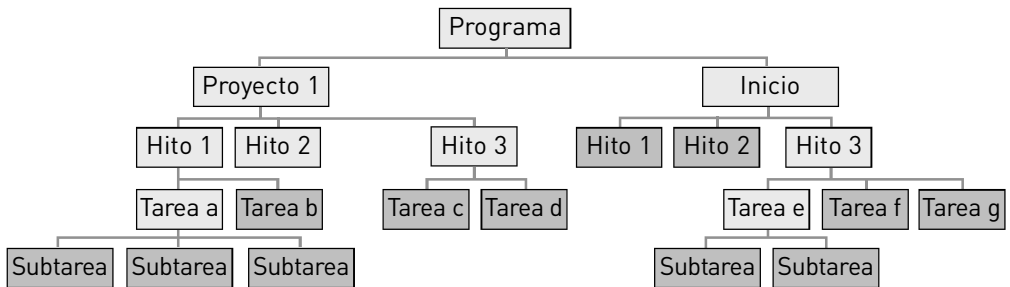 Programa
Proyecto 1
Inicio
Hito 1
Hito 2
Hito 3
Hito 1
Hito 2
Hito 3
Tarea a
Tarea b
Tarea c
Tarea d
Tarea e
Tarea f
Tarea g
Subtarea
Subtarea
Subtarea
Subtarea
Subtarea